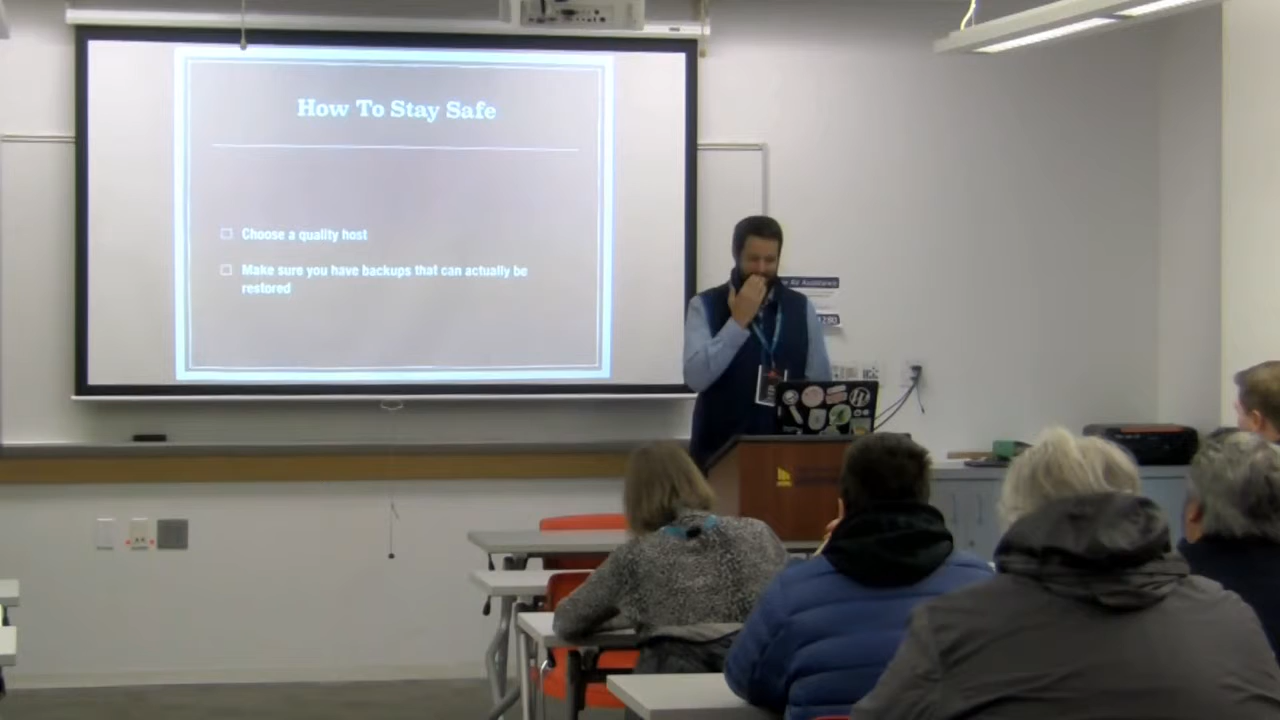 How To Stay Safe
Choose a quality host
Make sure you have backups that can actually be
restored